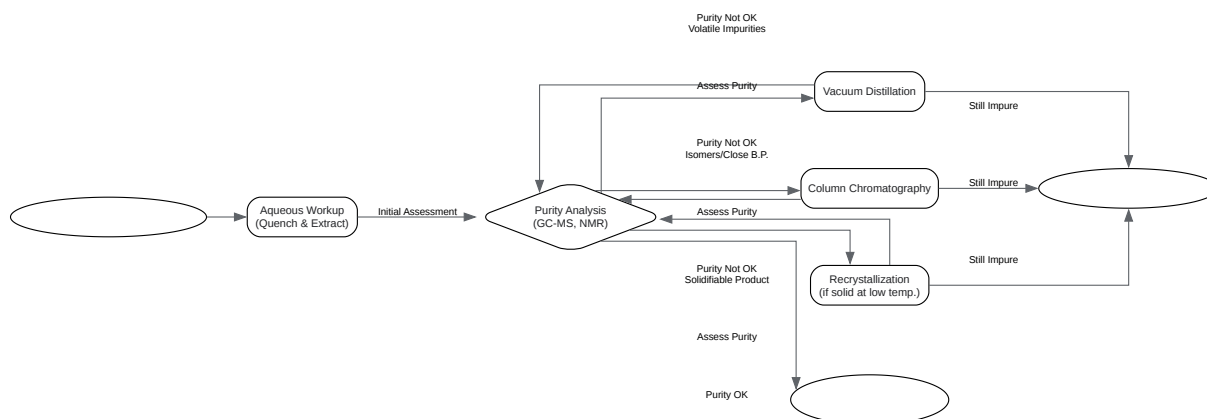 Purity Not OK
Volatile Impurities
Assess Purity
Vacuum Distillation
Still Impure
Purity Not OK
Isomers/Close B.P.
Column Chromatography
Still Impure
Aqueous Workup
(Quench & Extract)
Initial Assessment
Purity Analysis
(GC-MS, NMR)
Assess Purity
Purity Not OK
Solidifiable Product
Recrystallization
(if solid at low temp.)
Still Impure
Assess Purity
Purity OK